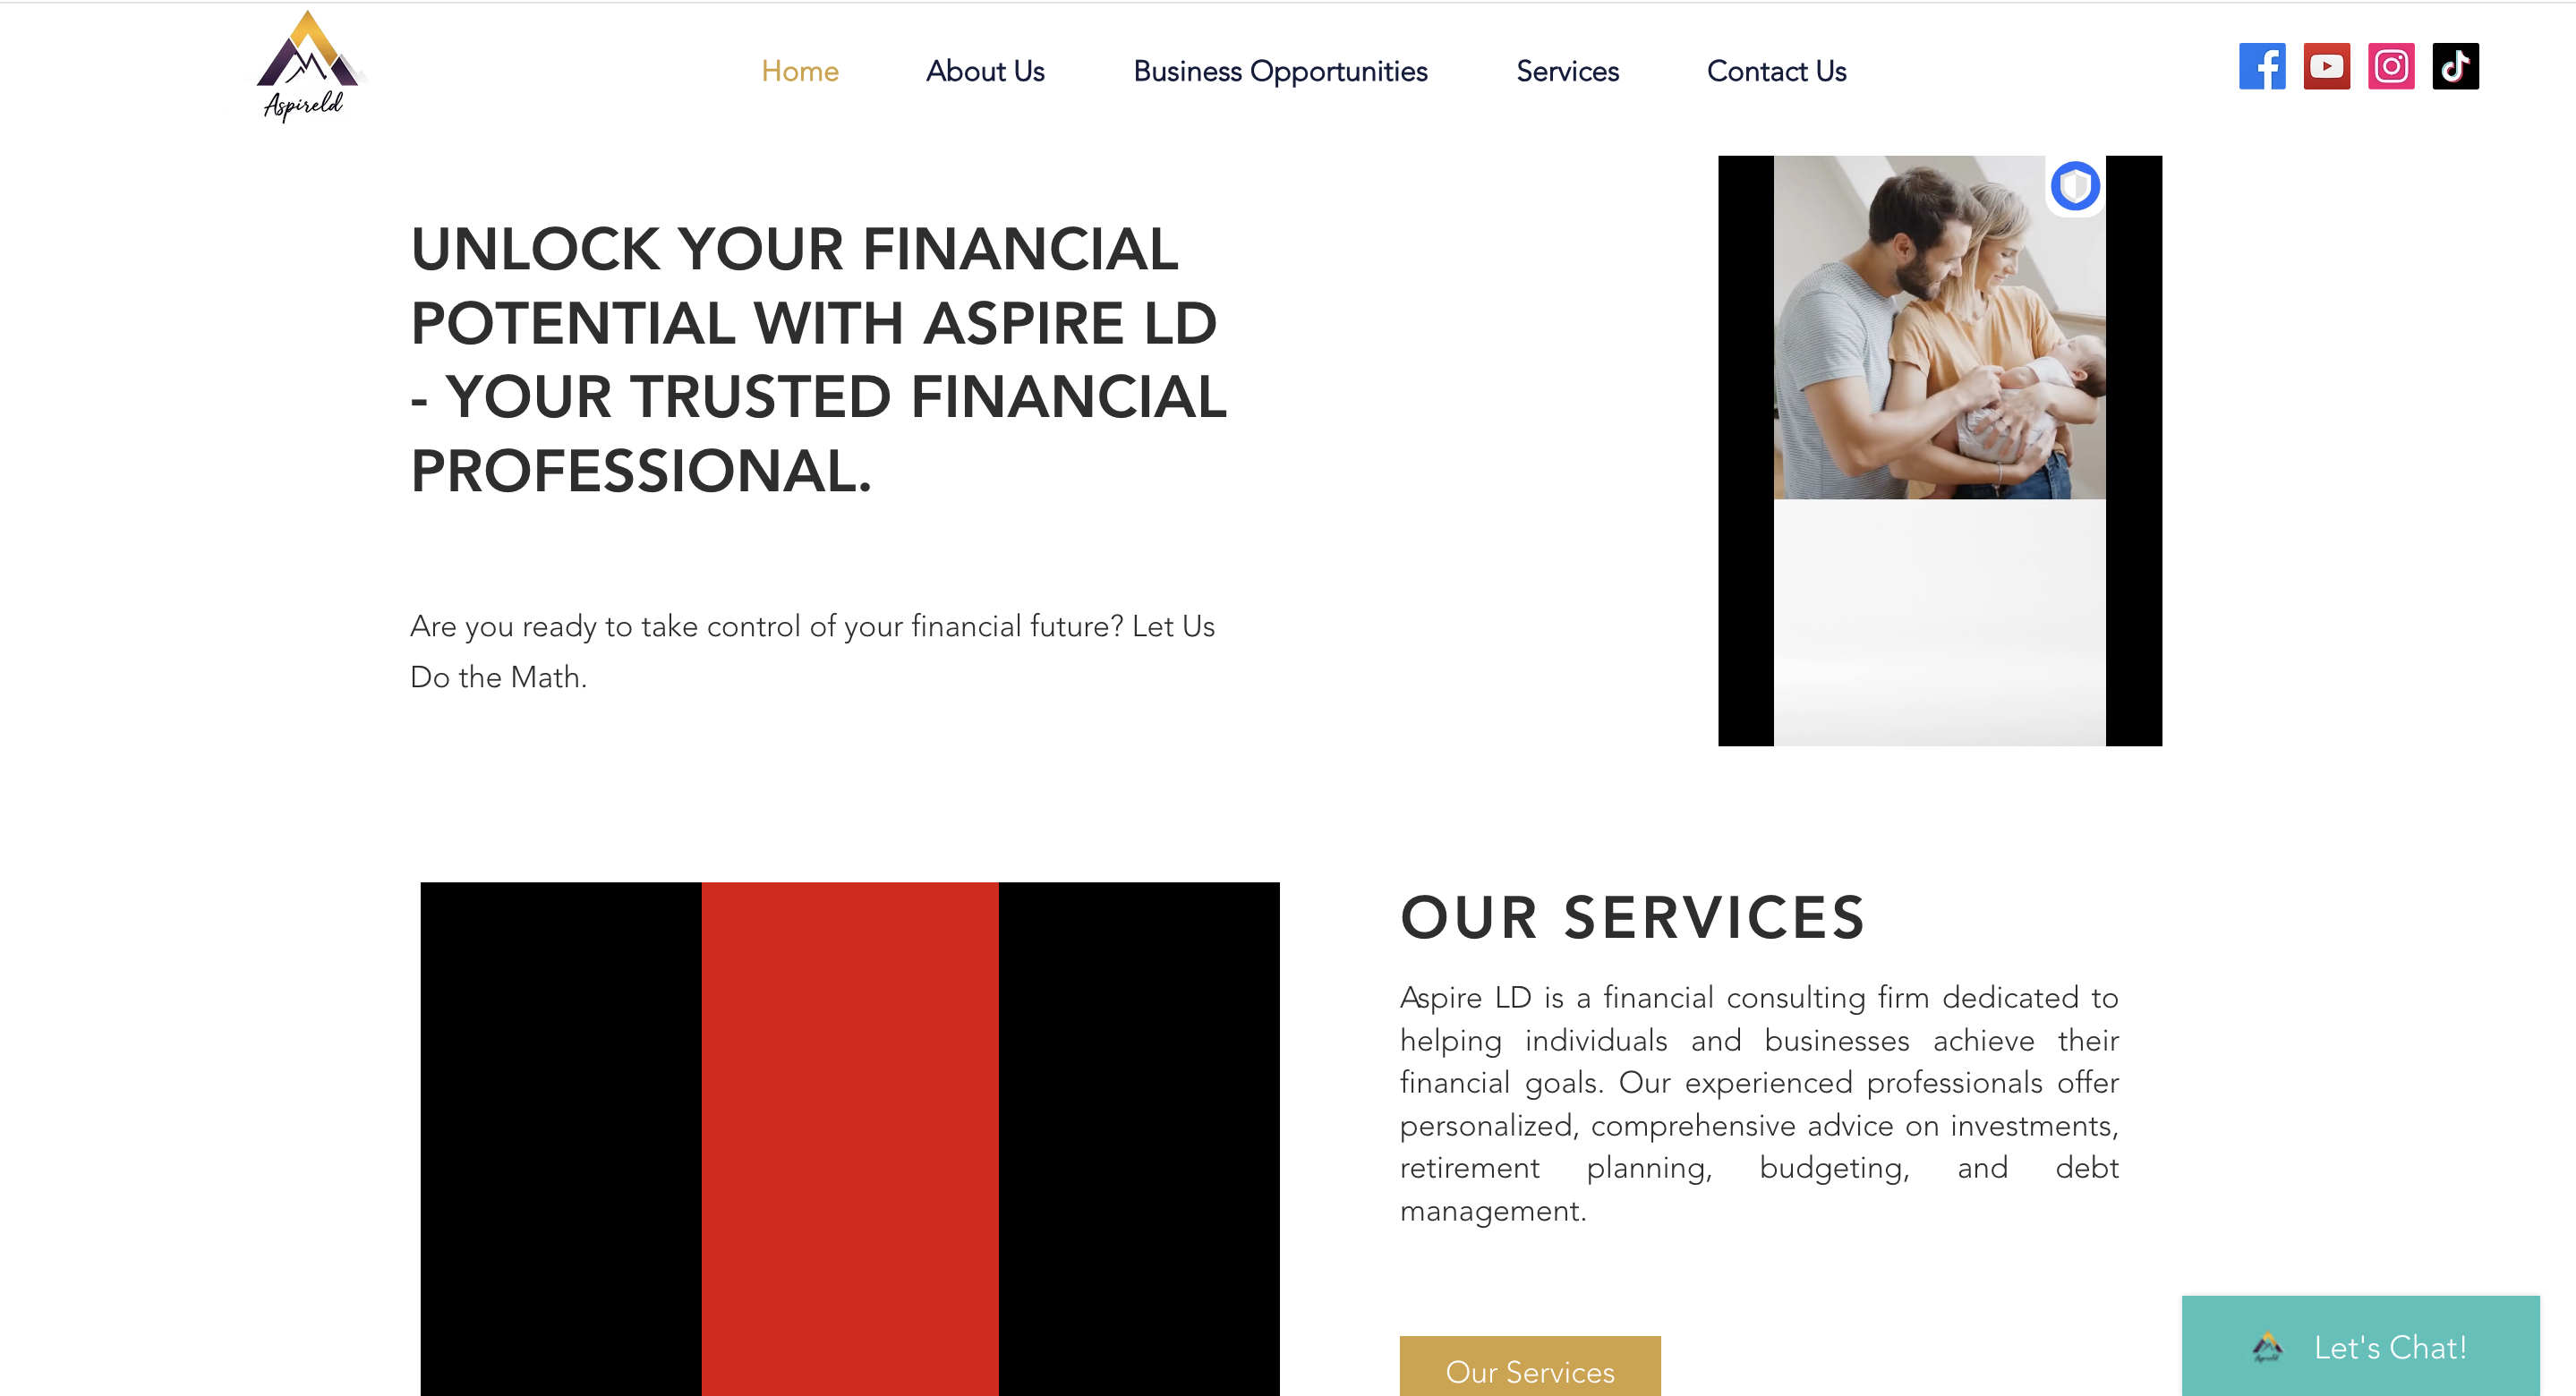 Aspireld
Home
About Us
Business Opportunities
Services
Contact Us
UNLOCK YOUR FINANCIAL
POTENTIAL WITH ASPIRE LD
- YOUR TRUSTED FINANCIAL
PROFESSIONAL.
Are you ready to take control of your financial future? Let Us
Do the Math.
OUR SERVICES
Aspire LD is a financial consulting firm dedicated to
helping individuals and businesses achieve their
financial goals. Our experienced professionals offer
personalized, comprehensive advice on investments,
retirement planning, budgeting, and debt
management.
Our Services
Aspireld
Let's Chat!